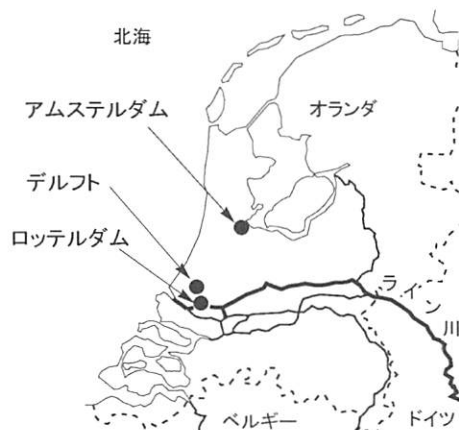 北海
アムステルダム
オランダ
デルフト
ロッテルダム
ライン川
ベルギー
ドイツ